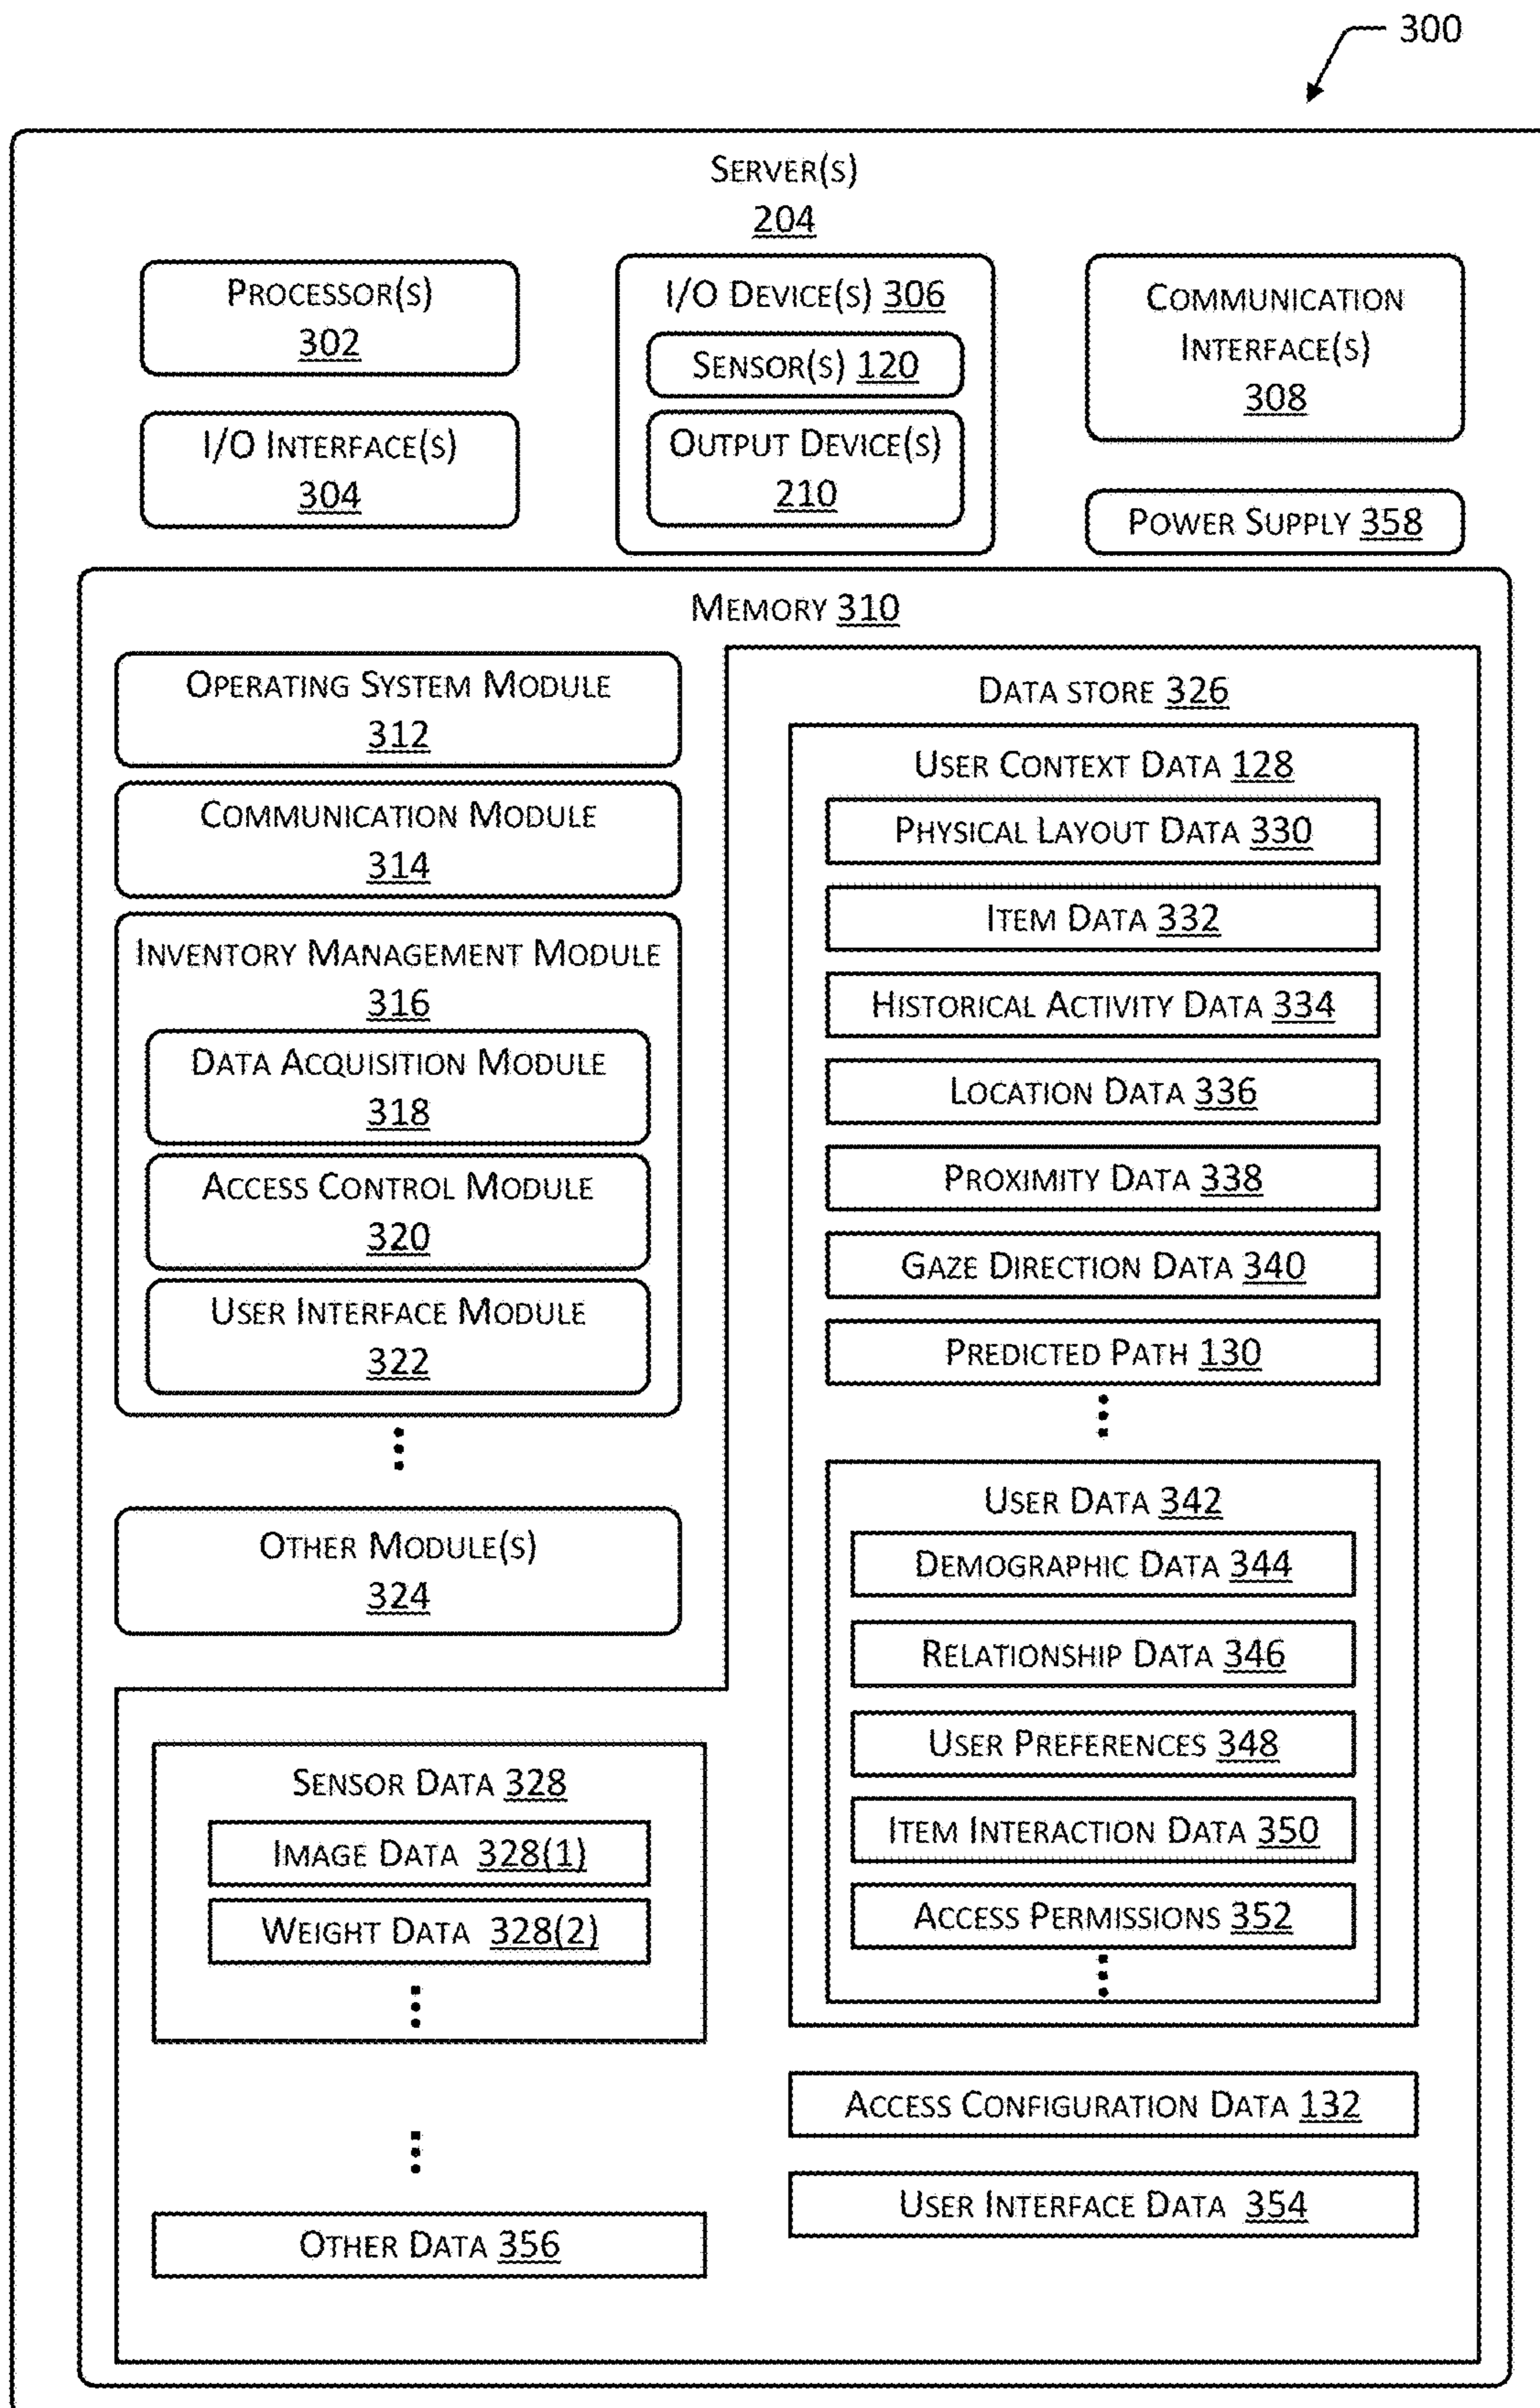 300
SERVER(S)
204
PROCESSOR(S)
302
I/O INTERFACE(S)
304
I/O DEVICE(S) 306
SENSOR(S) 120
OUTPUT DEVICE(S)
210
COMMUNICATION
INTERFACE(S)
308
POWER SUPPLY 358
MEMORY 310
OPERATING SYSTEM MODULE
312
COMMUNICATION MODULE
314
INVENTORY MANAGEMENT MODULE
316
DATA ACQUISITION MODULE
318
ACCESS CONTROL MODULE
320
USER INTERFACE MODULE
322
OTHER MODULE(S)
324
DATA STORE 326
USER CONTEXT DATA 128
PHYSICAL LAYOUT DATA 330
ITEM DATA 332
HISTORICAL ACTIVITY DATA 334
LOCATION DATA 336
PROXIMITY DATA 338
GAZE DIRECTION DATA 340
PREDICTED PATH 130
USER DATA 342
DEMOGRAPHIC DATA 344
RELATIONSHIP DATA 346
USER PREFERENCES 348
ITEM INTERACTION DATA 350
ACCESS PERMISSIONS 352
SENSOR DATA 328
IMAGE DATA 328(1)
WEIGHT DATA 328(2)
OTHER DATA 356
ACCESS CONFIGURATION DATA 132
USER INTERFACE DATA 354